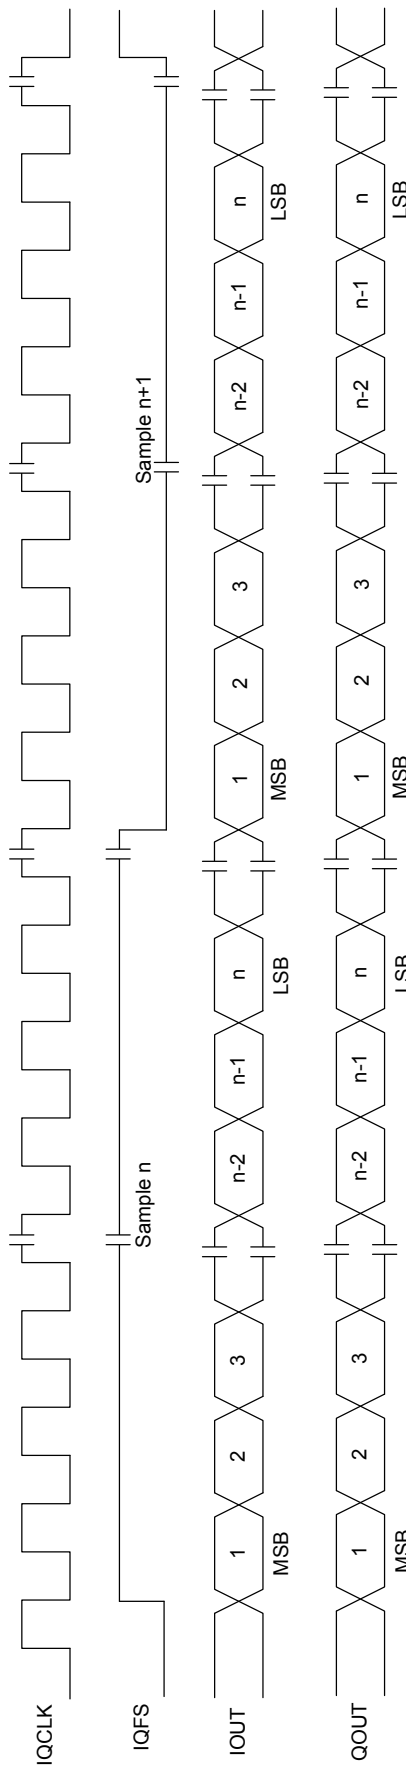 IQCLK
IQFS
Sample n
Sample n+1
IOUT
1
2
3
n-2
n-1
n
1
2
3
n-2
n-1
n
MSB
LSB
MSB
LSB
QOUT
1
2
3
n-2
n-1
n
1
2
3
n-2
n-1
n
MSB
LSB
MSB
LSB